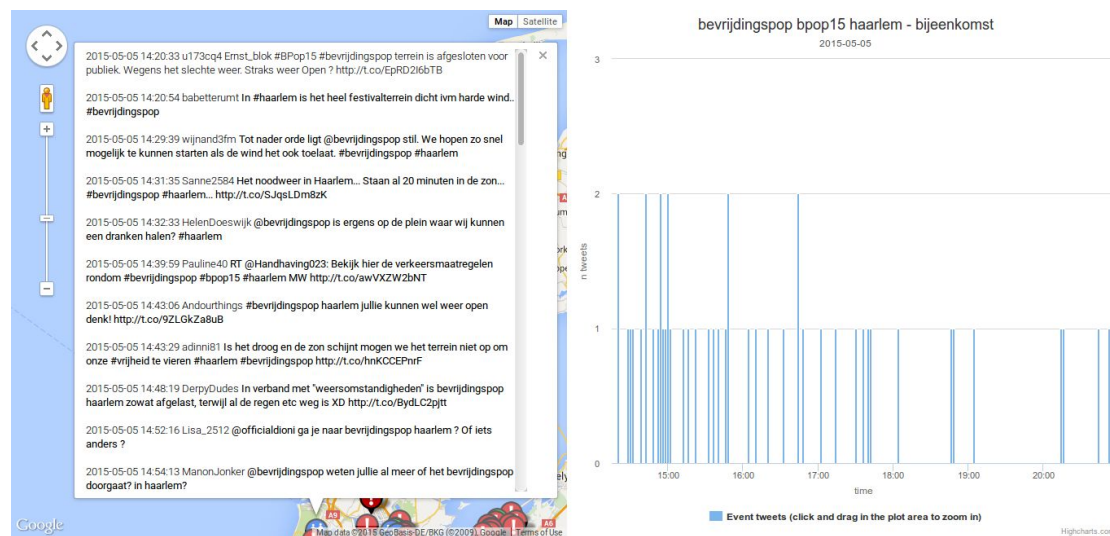 Map Satellite
2015-05-05 14:20:33 u173cq4 Ernst_blok #BPop15 #bevrijdingspop terrein is afgesloten voor
publiek. Wegens het slechte weer. Straks weer Open ? http://t.co/EpRD2I6bTB
2015-05-05 14:20:54 babetterumt In #haarlem is het heel festivalterrein dicht ivm harde wind..
#bevrijdingspop
2015-05-05 14:29:39 wijnand3fm Tot nader orde ligt @bevrijdingspop stil. We hopen zo snel
mogelijk te kunnen starten als de wind het ook toelaat. #bevrijdingspop #haarlem
2015-05-05 14:31:35 Sanne2584 Het noodweer in Haarlem... Staan al 20 minuten in de zon...
#bevrijdingspop #haarlem... http://t.co/SJqsLDm8zK
2015-05-05 14:32:33 HelenDoeswijk @bevrijdingspop is ergens op de plein waar wij kunnen
een dranken halen? #haarlem
2015-05-05 14:39:59 Pauline40 RT @Handhaving023: Bekijk hier de verkeersmaatregelen
rondom #bevrijdingspop #bpop15 #haarlem MW http://t.co/awVXZW2bNT
2015-05-05 14:43:06 Andourthings #bevrijdingspop haarlem jullie kunnen wel weer open
denk! http://t.co/9ZLGkZa8uB
2015-05-05 14:43:29 adinni81 Is het droog en de zon schijnt mogen we het terrein niet op om
onze #vrijheid te vieren #haarlem #bevrijdingspop http://t.co/hnKCCEPnrF
2015-05-05 14:48:19 DerpyDudes In verband met "weersomstandigheden" is bevrijdingspop
haarlem zowat afgelast, terwijl al de regen etc weg is XD http://t.co/BydLC2pjtt
2015-05-05 14:52:16 Lisa_2512 @officialdioni ga je naar bevrijdingspop haarlem ? Of iets
anders ?
2015-05-05 14:54:13 ManonJonker @bevrijdingspop weten jullie al meer of het bevrijdingspop
doorgaat? in haarlem?
A9
A6
Google
Map data ©2015 GeoBasis-DE/BKG (©2009), Google Terms of Use
bevrijdingspop bpop15 haarlem - bijeenkomst
2015-05-05
3
2
1
0
n tweets
15:00 16:00 17:00 18:00 19:00 20:00
time
Event tweets (click and drag in the plot area to zoom in)
Highcharts.com